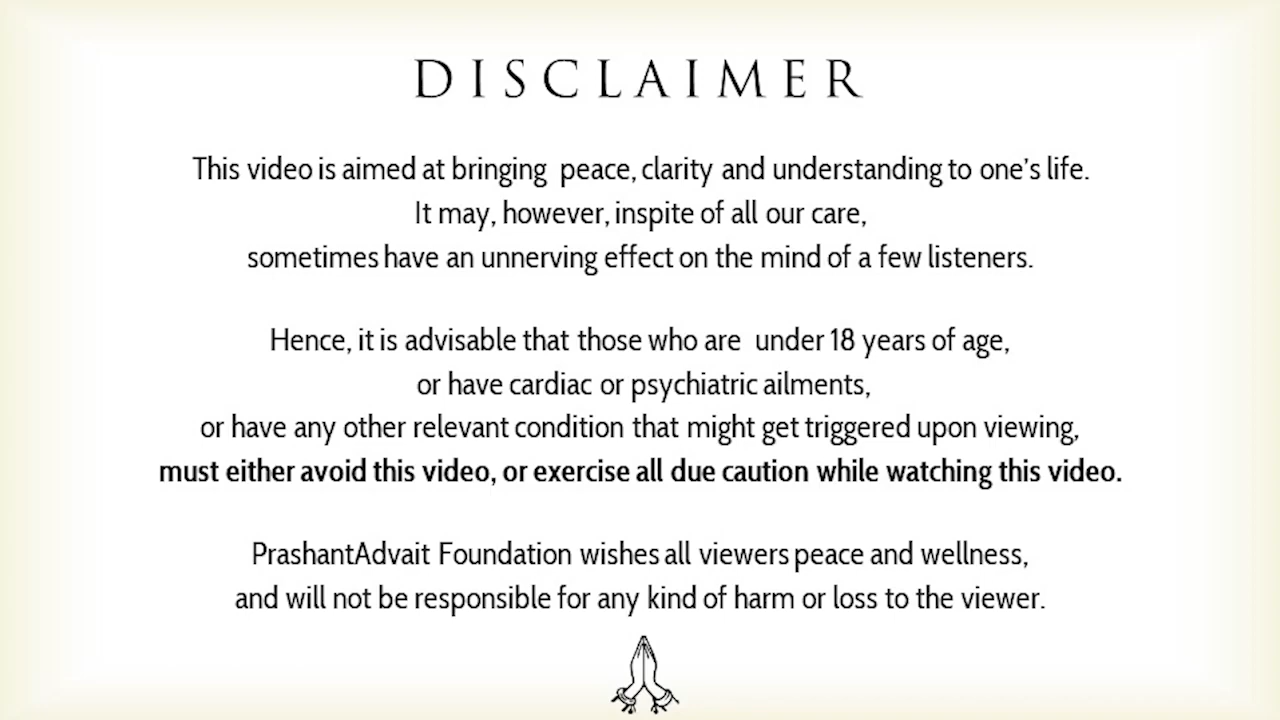 DISCLAIMER
This video is aimed at bringing peace, clarity and understanding to one's life.
It may, however, inspite of all our care,
sometimes have an unnerving effect on the mind of a few listeners.
Hence, it is advisable that those who are under 18 years of age,
or have cardiac or psychiatric ailments,
or have any other relevant condition that might get triggered upon viewing,
must either avoid this video, or exercise all due caution while watching this video.
PrashantAdvait Foundation wishes all viewers peace and wellness,
and will not be responsible for any kind of harm or loss to the viewer.